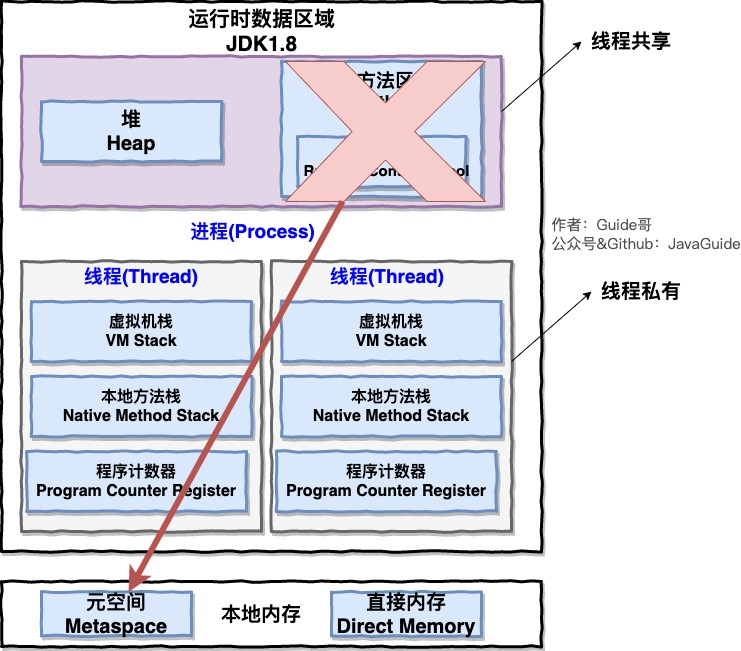 运行时数据区域
JDK1.8
线程共享
方法区
堆
Heap
进程(Process)
作者：Guide哥
公众号&Github：JavaGuide
线程(Thread)
线程(Thread)
线程私有
虚拟机栈
VM Stack
虚拟机栈
VM Stack
本地方法栈
Native Method Stack
本地方法栈
Native Method Stack
程序计数器
Program Counter Register
程序计数器
Program Counter Register
元空间
Metaspace
本地内存
直接内存
Direct Memory